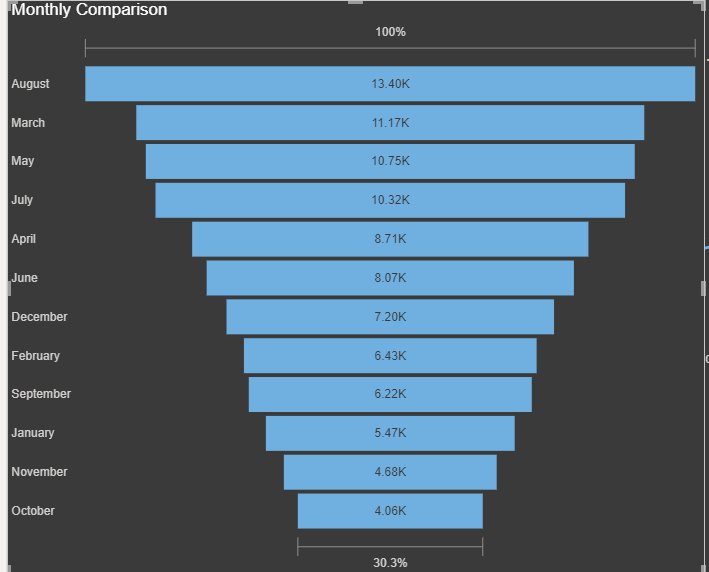 Monthly Comparison
100%
August 13.40K
March 11.17K
May 10.75K
July 10.32K
April 8.71K
June 8.07K
December 7.20K
February 6.43K
September 6.22K
January 5.47K
November 4.68K
October 4.06K
30.3%